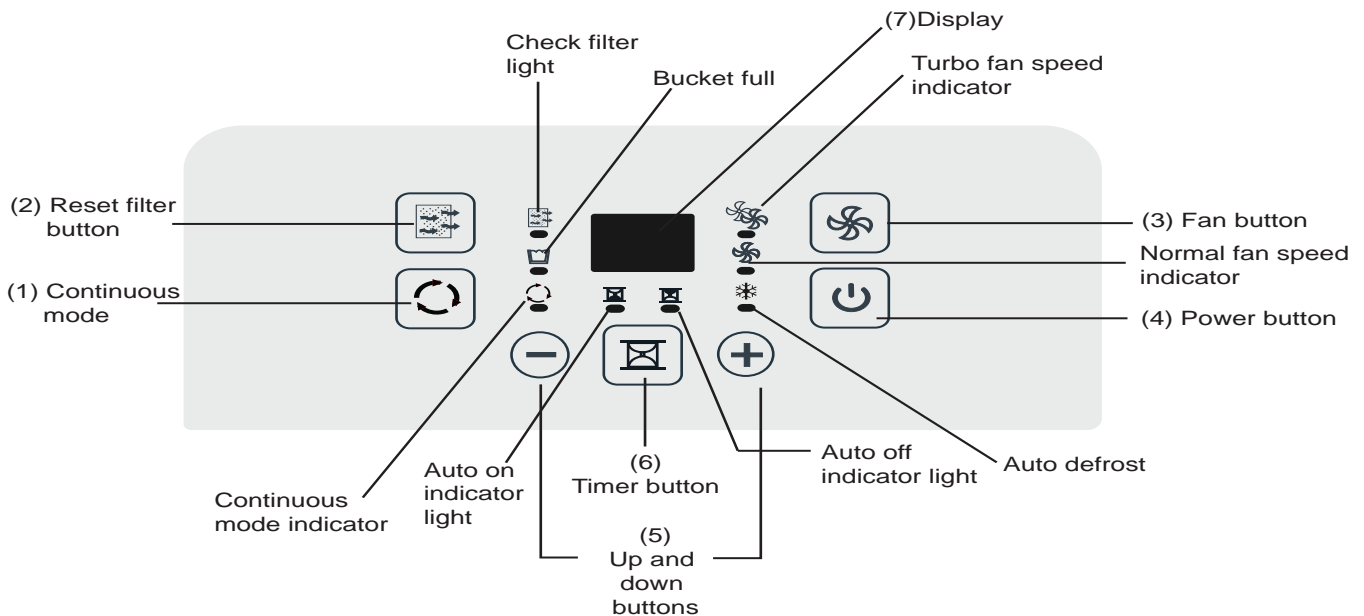 (7)Display
Check filter
light
Bucket full
Turbo fan speed
indicator
(2) Reset filter
button
(3) Fan button
Normal fan speed
indicator
(1) Continuous
mode
(4) Power button
Auto on
indicator
light
(6)
Timer button
Auto off
indicator light
Auto defrost
Continuous
mode indicator
(5)
Up and
down
buttons